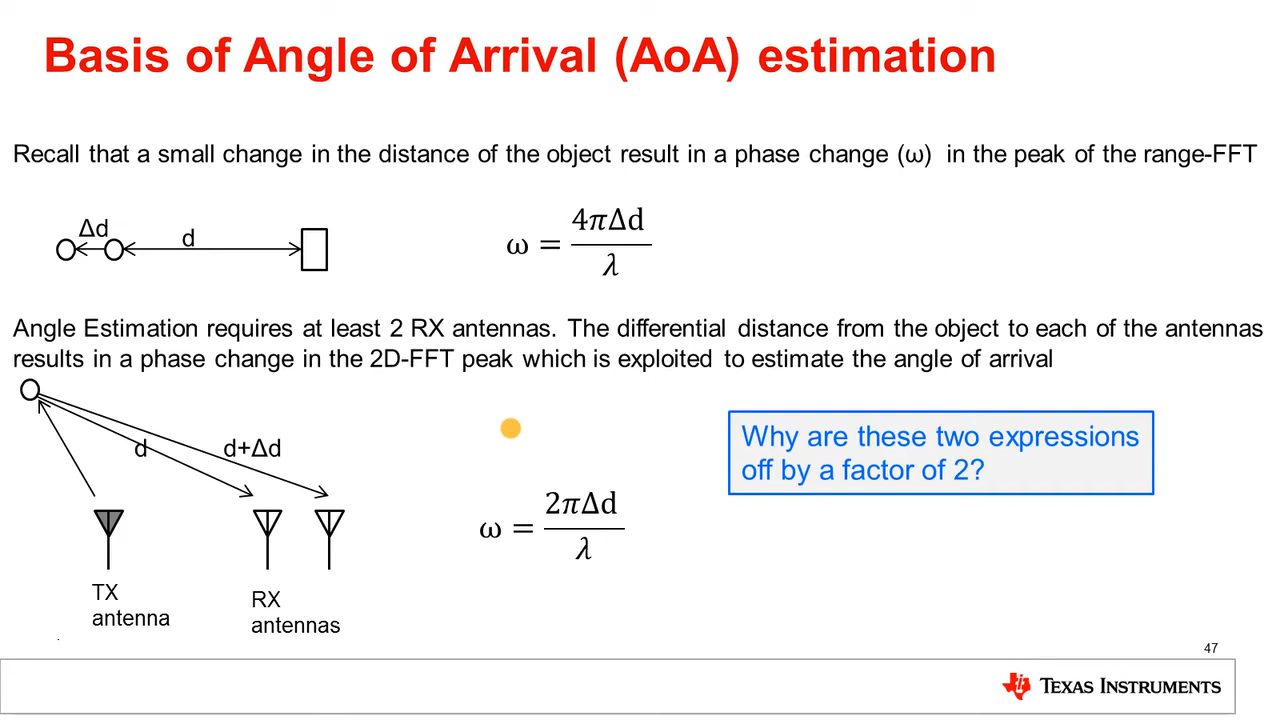 Basis of Angle of Arrival (AoA) estimation
Recall that a small change in the distance of the object result in a phase change (ω) in the peak of the range-FFT
Δd
d
ω = 4πΔd / λ
Angle Estimation requires at least 2 RX antennas. The differential distance from the object to each of the antennas
results in a phase change in the 2D-FFT peak which is exploited to estimate the angle of arrival
d
d+Δd
Why are these two expressions
off by a factor of 2?
ω = 2πΔd / λ
TX
antenna
RX
antennas
47
TEXAS INSTRUMENTS